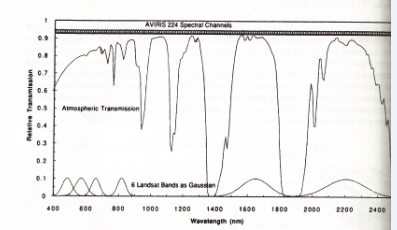 AVIRIS 224 Spectral Channels
1
0.9
0.8
0.7
0.6
0.5
0.4
0.3
0.2
0.1
0
Relative Transmission
Atmospheric Transmission
6 Landsat Bands as Gaussian
400 600 800 1000 1200 1400 1600 1800 2000 2200 2400
Wavelength (nm)